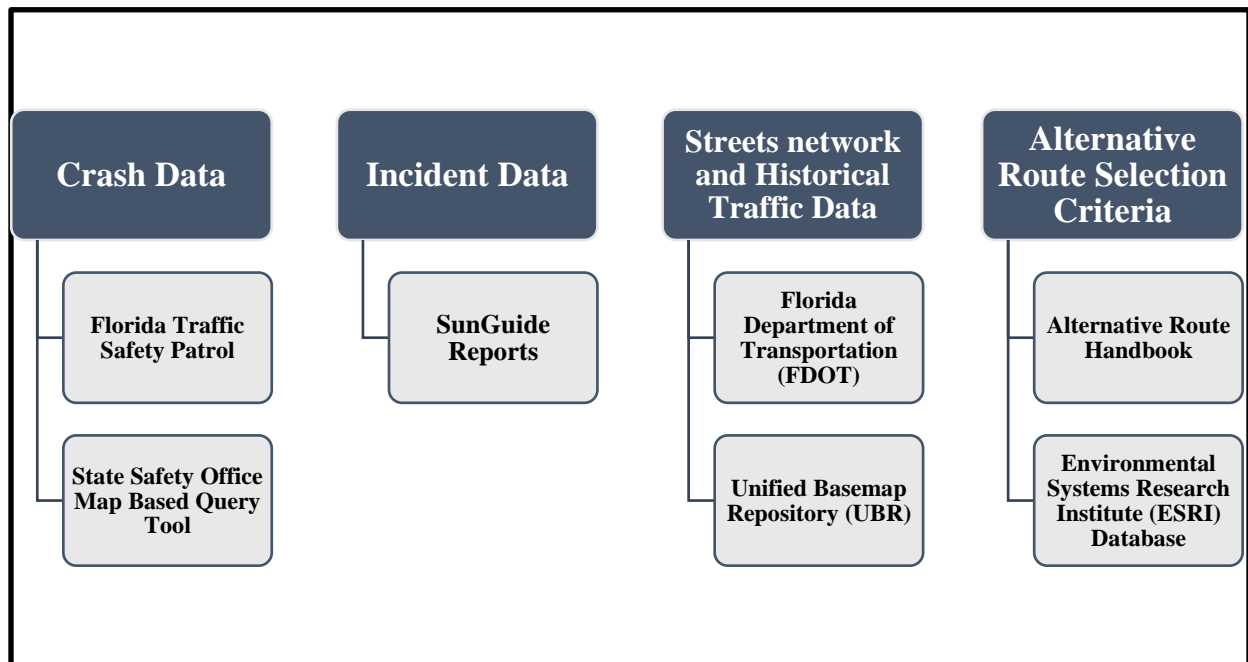 Crash Data
Florida Traffic
Safety Patrol
State Safety Office
Map Based Query
Tool
Incident Data
SunGuide
Reports
Streets network
and Historical
Traffic Data
Florida
Department of
Transportation
(FDOT)
Unified Basemap
Repository (UBR)
Alternative
Route Selection
Criteria
Alternative Route
Handbook
Environmental
Systems Research
Institute (ESRI)
Database